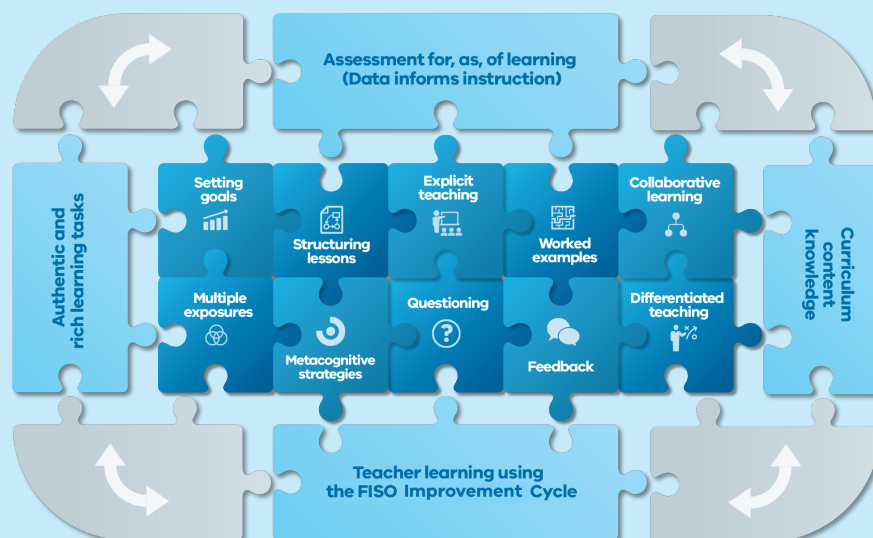 Assessment for, as, of learning
(Data informs instruction)
Authentic and
rich learning tasks
Setting
goals
Structuring
lessons
Explicit
teaching
Worked
examples
Collaborative
learning
Multiple
exposures
Metacognitive
strategies
Questioning
?
Feedback
Differentiated
teaching
Curriculum
content
knowledge
Teacher learning using
the FISO Improvement Cycle